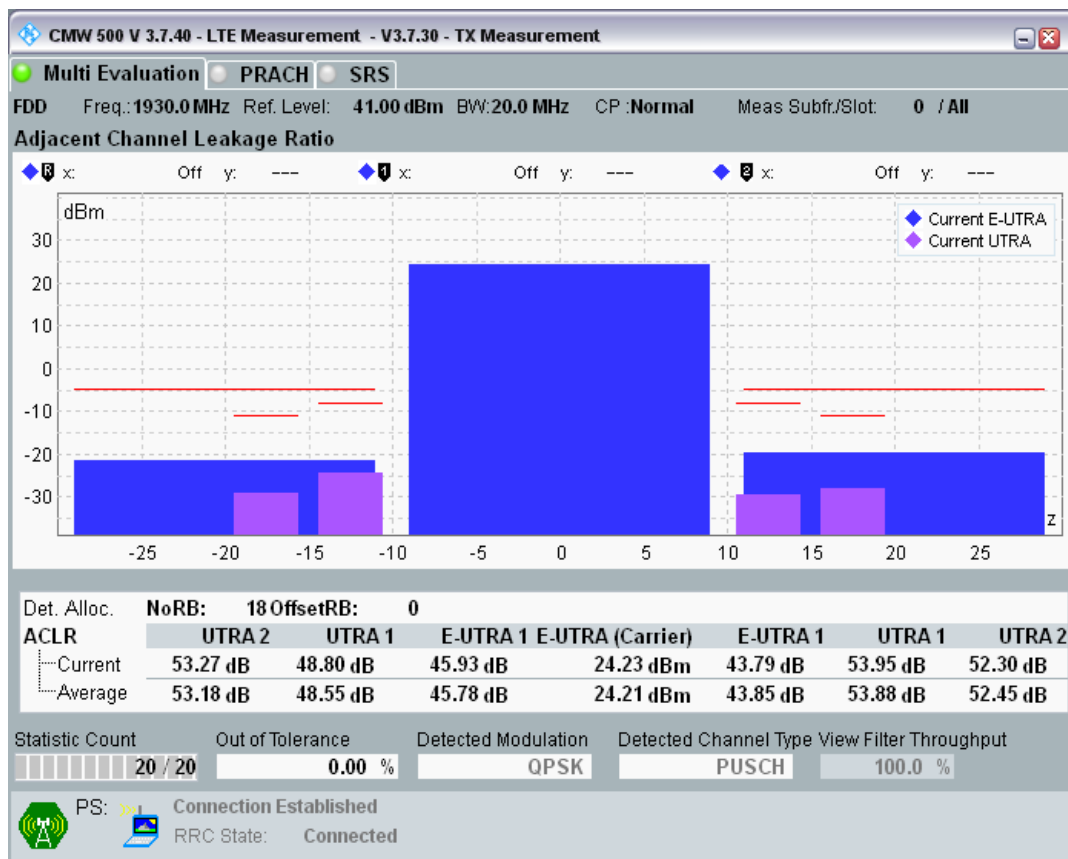 CMW 500 V 3.7.40 - LTE Measurement - V3.7.30 - TX Measurement
Multi Evaluation PRACH SRS
FDD Freq.:1930.0 MHz Ref. Level: 41.00 dBm BW:20.0 MHz CP :Normal Meas Subfr./Slot: 0 / All
Adjacent Channel Leakage Ratio
R x: Off y: --- 1 x: Off y: --- 2 x: Off y: ---
dBm
Current E-UTRA
Current UTRA
30
20
10
0
-10
-20
-30
z
-25 -20 -15 -10 -5 0 5 10 15 20 25
Det. Alloc. NoRB: 18 OffsetRB: 0
ACLR UTRA 2 UTRA 1 E-UTRA 1 E-UTRA (Carrier) E-UTRA 1 UTRA 1 UTRA 2
Current 53.27 dB 48.80 dB 45.93 dB 24.23 dBm 43.79 dB 53.95 dB 52.30 dB
Average 53.18 dB 48.55 dB 45.78 dB 24.21 dBm 43.85 dB 53.88 dB 52.45 dB
Statistic Count Out of Tolerance Detected Modulation Detected Channel Type View Filter Throughput
20 / 20 0.00 % QPSK PUSCH 100.0 %
PS: Connection Established
RRC State: Connected